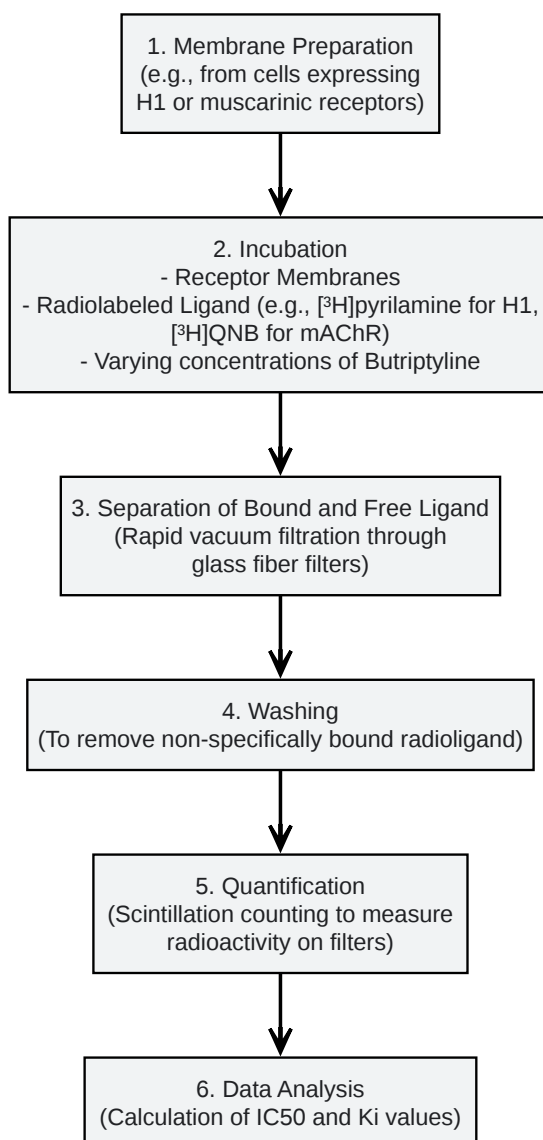 1. Membrane Preparation
(e.g., from cells expressing
H1 or muscarinic receptors)
2. Incubation
- Receptor Membranes
- Radiolabeled Ligand (e.g., [³H]pyrilamine for H1,
[³H]QNB for mAChR)
- Varying concentrations of Butriptyline
3. Separation of Bound and Free Ligand
(Rapid vacuum filtration through
glass fiber filters)
4. Washing
(To remove non-specifically bound radioligand)
5. Quantification
(Scintillation counting to measure
radioactivity on filters)
6. Data Analysis
(Calculation of IC50 and Ki values)